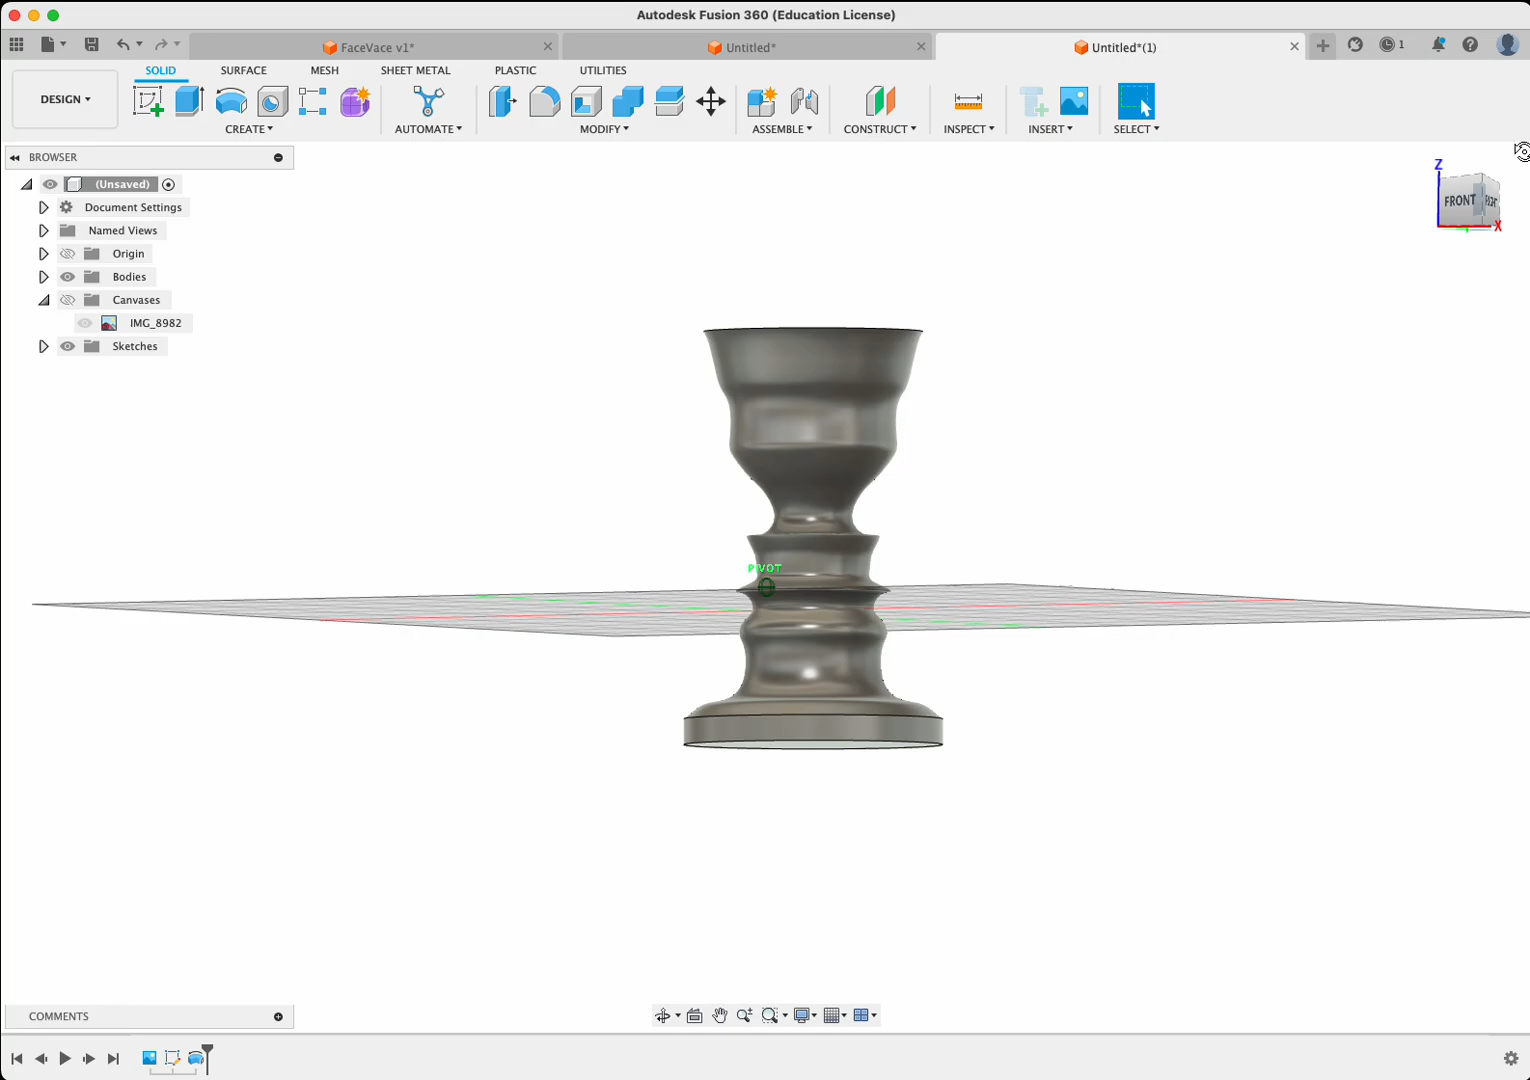 Autodesk Fusion 360 (Education License)
FaceVace v1*
Untitled*
Untitled*(1)
1
DESIGN
SOLID
SURFACE
MESH
SHEET METAL
PLASTIC
UTILITIES
CREATE
AUTOMATE
MODIFY
ASSEMBLE
CONSTRUCT
INSPECT
INSERT
SELECT
BROWSER
(Unsaved)
Document Settings
Named Views
Origin
Bodies
Canvases
IMG_8982
Sketches
Z
FRONT
X
PIVOT
COMMENTS